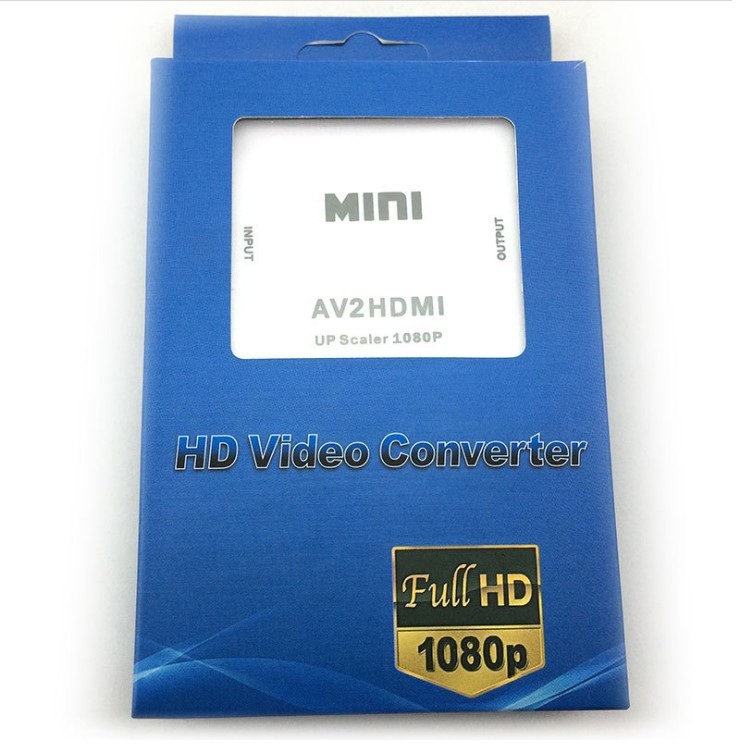 MINI
INPUT
OUTPUT
AV2HDMI
UP Scaler 1080P
HD Video Converter
Full HD
1080p